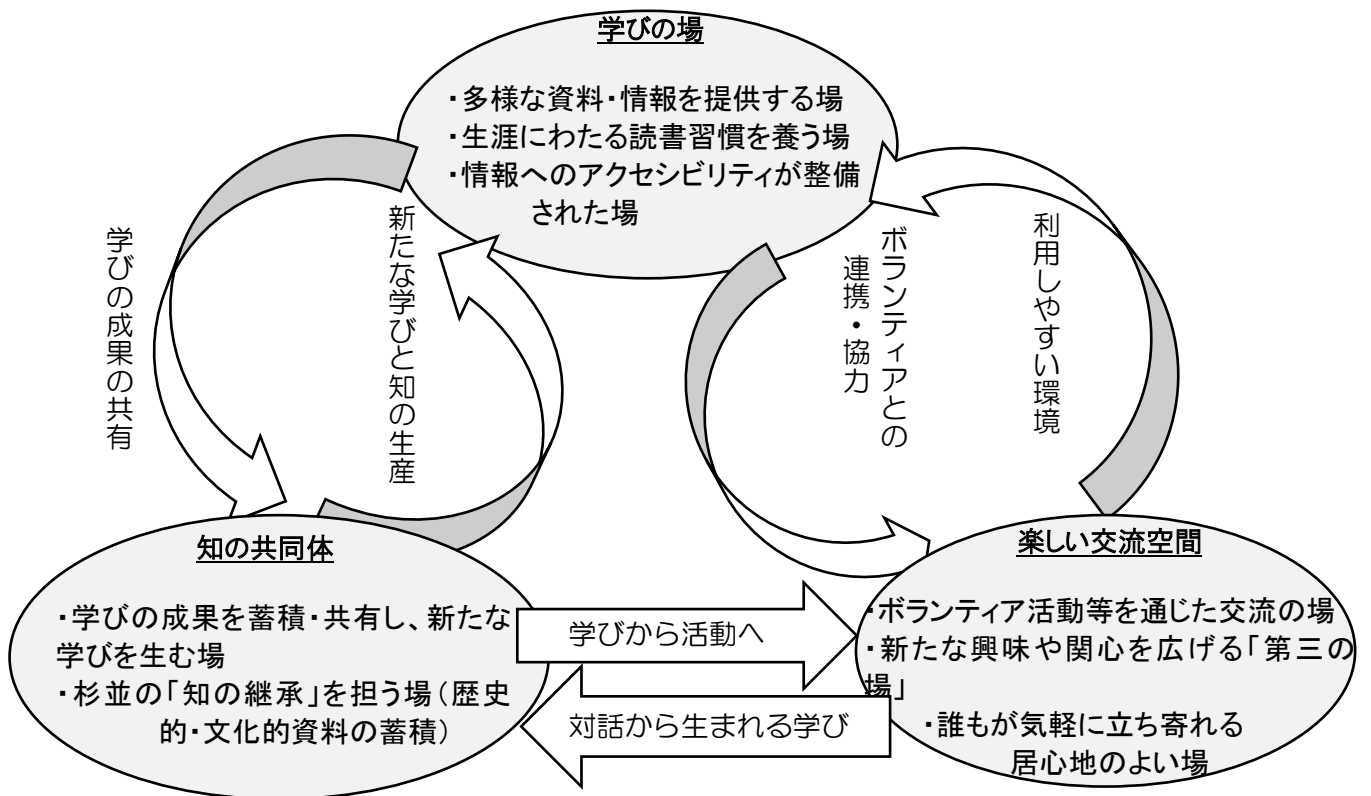 学びの場
・多様な資料・情報を提供する場
・生涯にわたる読書習慣を養う場
・情報へのアクセシビリティが整備
された場
学びの成果の共有
新たな学びと知の生産
ボランティアとの
連携・協力
利用しやすい環境
知の共同体
・学びの成果を蓄積・共有し、新たな
学びを生む場
・杉並の「知の継承」を担う場（歴史
的・文化的資料の蓄積）
学びから活動へ
対話から生まれる学び
楽しい交流空間
・ボランティア活動等を通じた交流の場
・新たな興味や関心を広げる「第三の
場」
・誰もが気軽に立ち寄れる
居心地のよい場